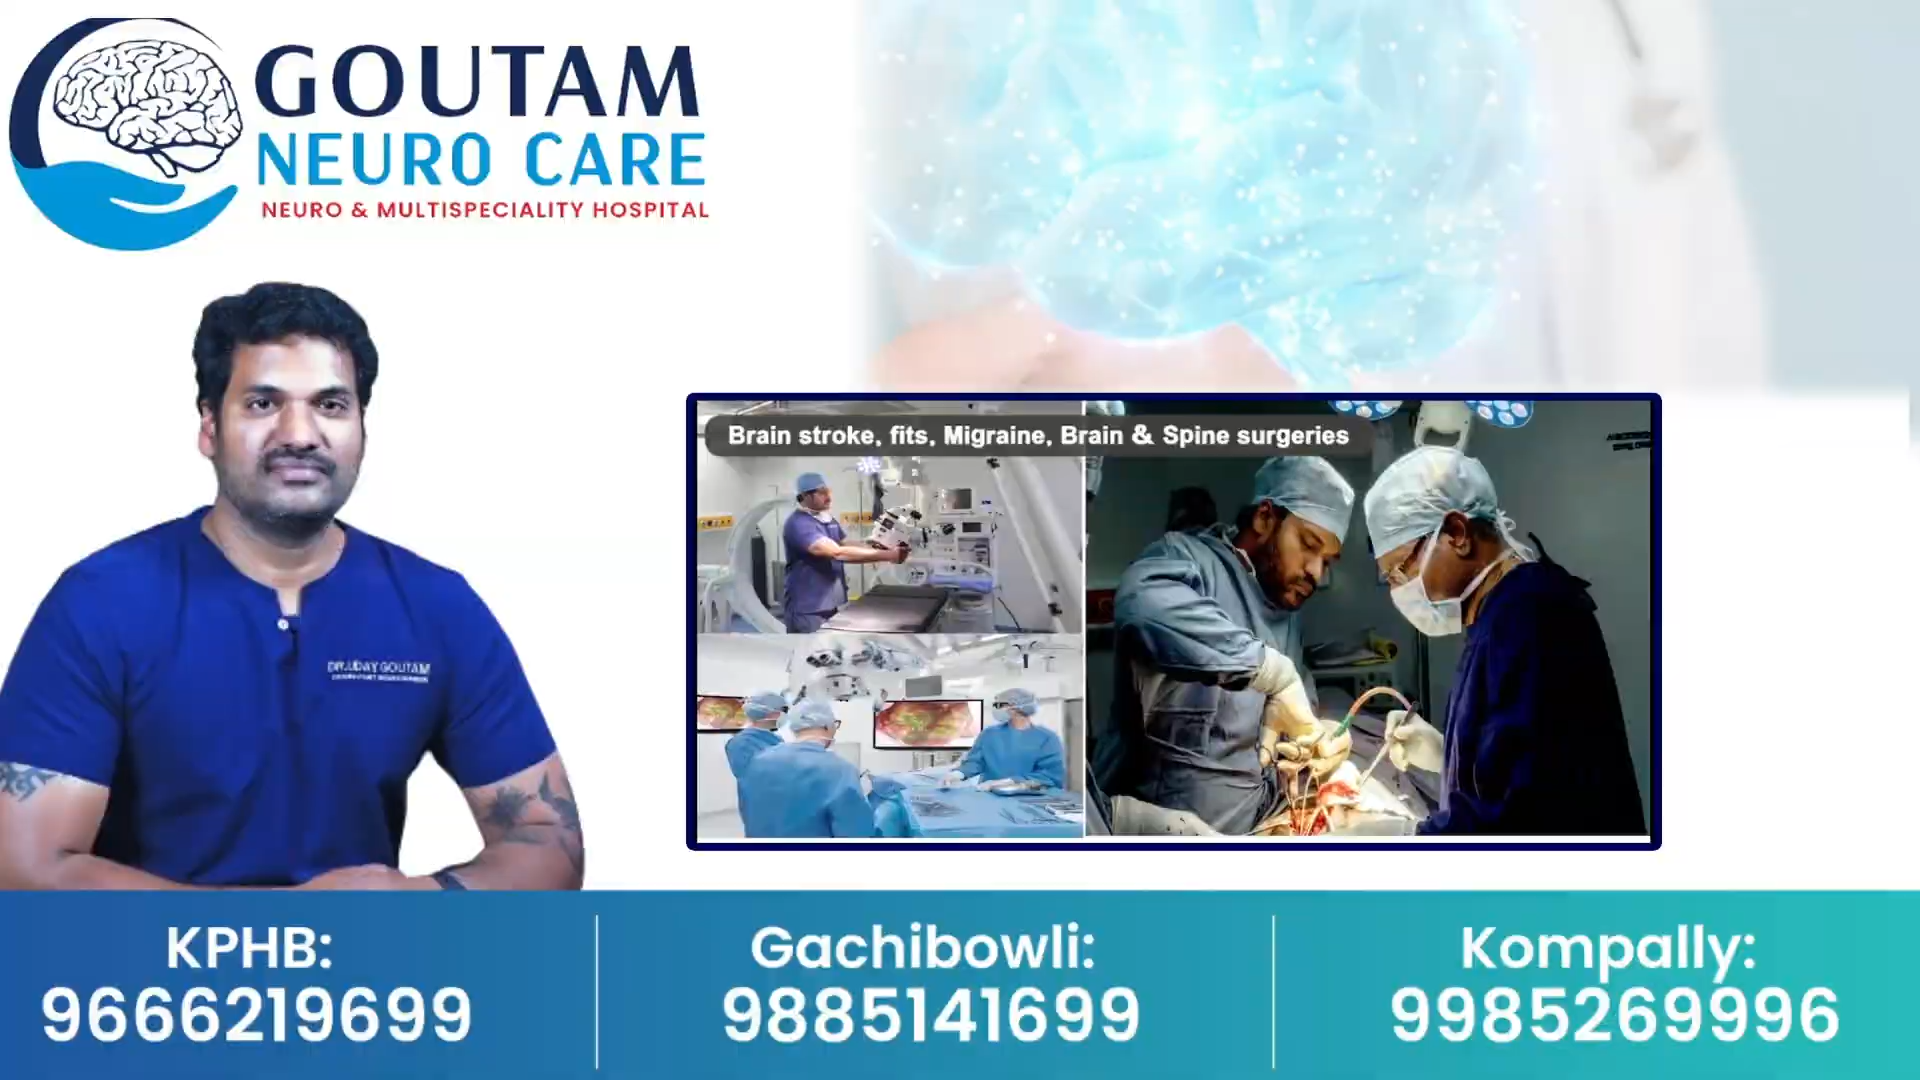 GOUTAM
NEURO CARE
NEURO & MULTISPECIALITY HOSPITAL
Brain stroke, fits, Migraine, Brain & Spine surgeries
DR.UDAY GOUTAM
KPHB:
9666219699
Gachibowli:
9885141699
Kompally:
9985269996